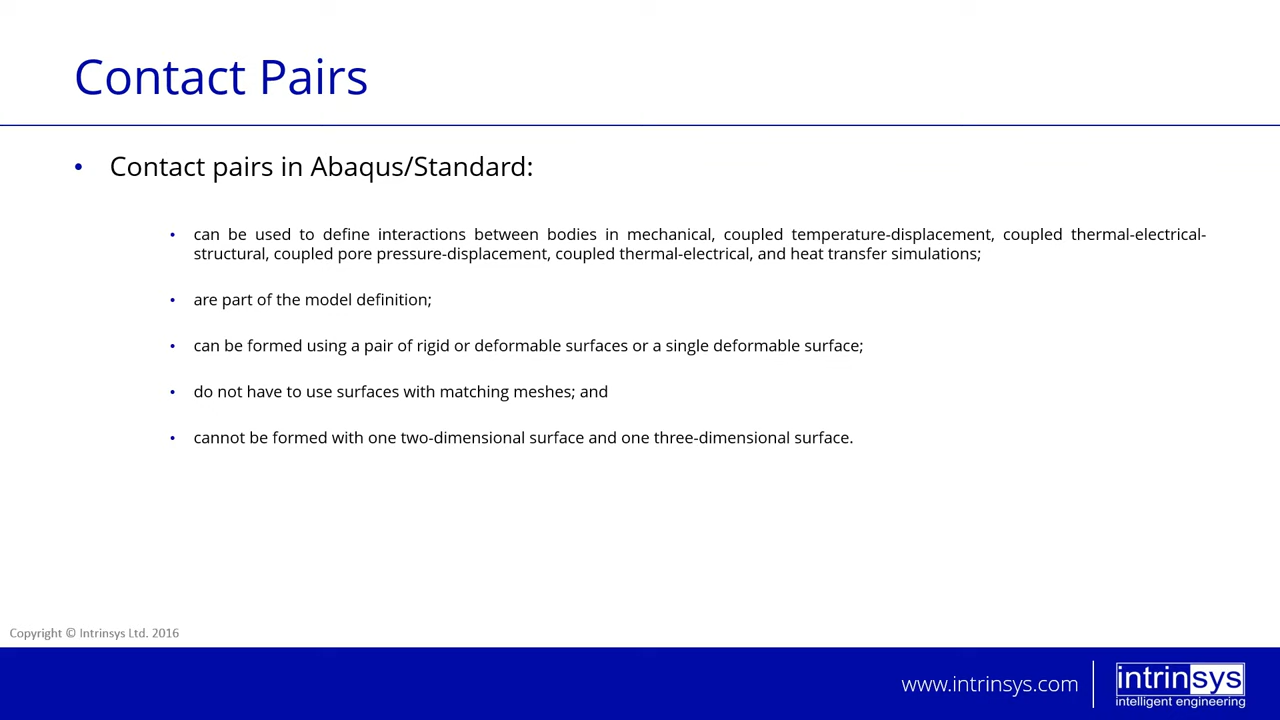 Contact Pairs
• Contact pairs in Abaqus/Standard:
• can be used to define interactions between bodies in mechanical, coupled temperature-displacement, coupled thermal-electrical-
structural, coupled pore pressure-displacement, coupled thermal-electrical, and heat transfer simulations;
• are part of the model definition;
• can be formed using a pair of rigid or deformable surfaces or a single deformable surface;
• do not have to use surfaces with matching meshes; and
• cannot be formed with one two-dimensional surface and one three-dimensional surface.
Copyright © Intrinsys Ltd. 2016
www.intrinsys.com
intrinsys
intelligent engineering